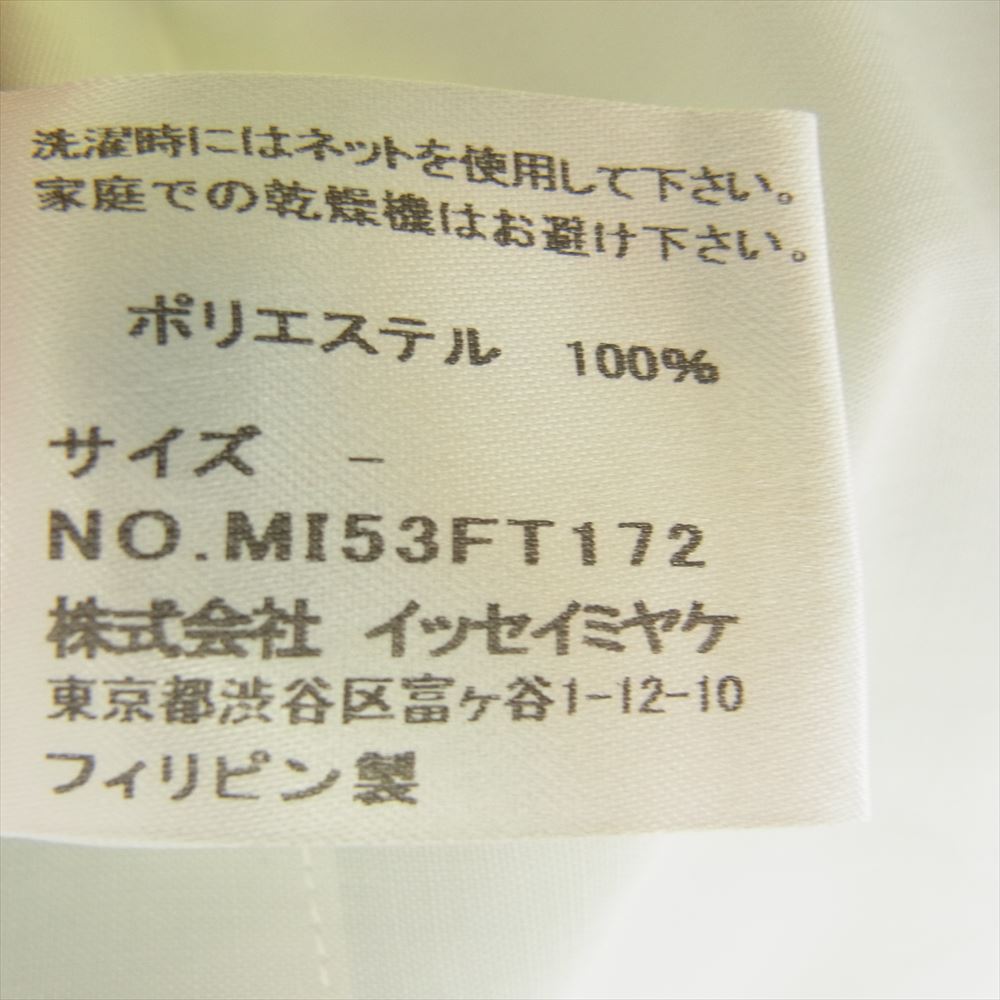 洗濯時にはネットを使用して下さい。
家庭での乾燥機はお避け下さい。
ポリエステル 100%
サイズ -
NO.MI53FT172
株式会社 イッセイミヤケ
東京都渋谷区富ヶ谷1-12-10
フィリピン製